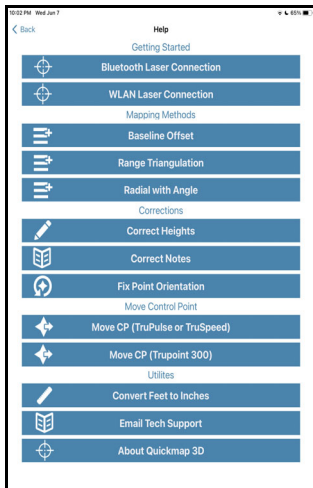 10:02 PM Wed Jun 7 65%
Back Help
Getting Started
Bluetooth Laser Connection
WLAN Laser Connection
Mapping Methods
Baseline Offset
Range Triangulation
Radial with Angle
Corrections
Correct Heights
Correct Notes
Fix Point Orientation
Move Control Point
Move CP (TruPulse or TruSpeed)
Move CP (Trupoint 300)
Utilites
Convert Feet to Inches
Email Tech Support
About Quickmap 3D